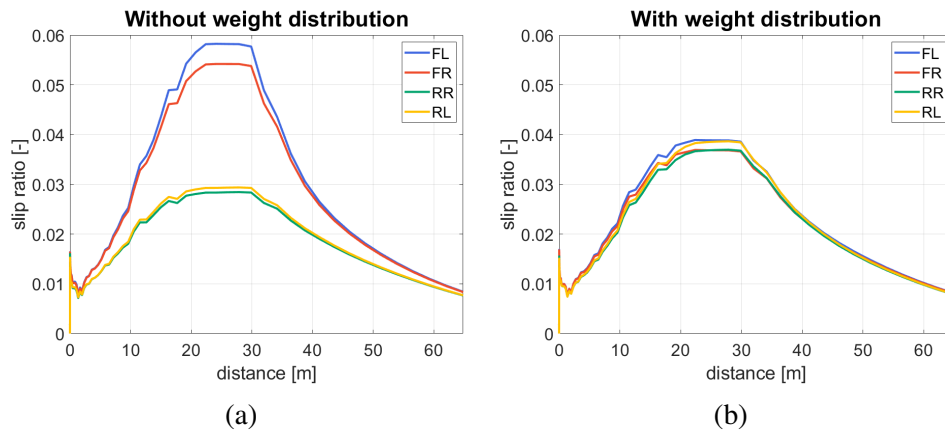 Without weight distribution
slip ratio [-]
0.06
0.05
0.04
0.03
0.02
0.01
0
0 10 20 30 40 50 60
distance [m]
FL
FR
RR
RL
(a)
With weight distribution
slip ratio [-]
0.06
0.05
0.04
0.03
0.02
0.01
0
0 10 20 30 40 50 60
distance [m]
FL
FR
RR
RL
(b)